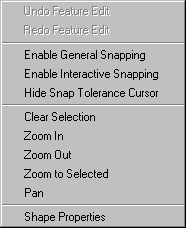 Undo Feature Edit
Redo Feature Edit
Enable General Snapping
Enable Interactive Snapping
Hide Snap Tolerance Cursor
Clear Selection
Zoom In
Zoom Out
Zoom to Selected
Pan
Shape Properties